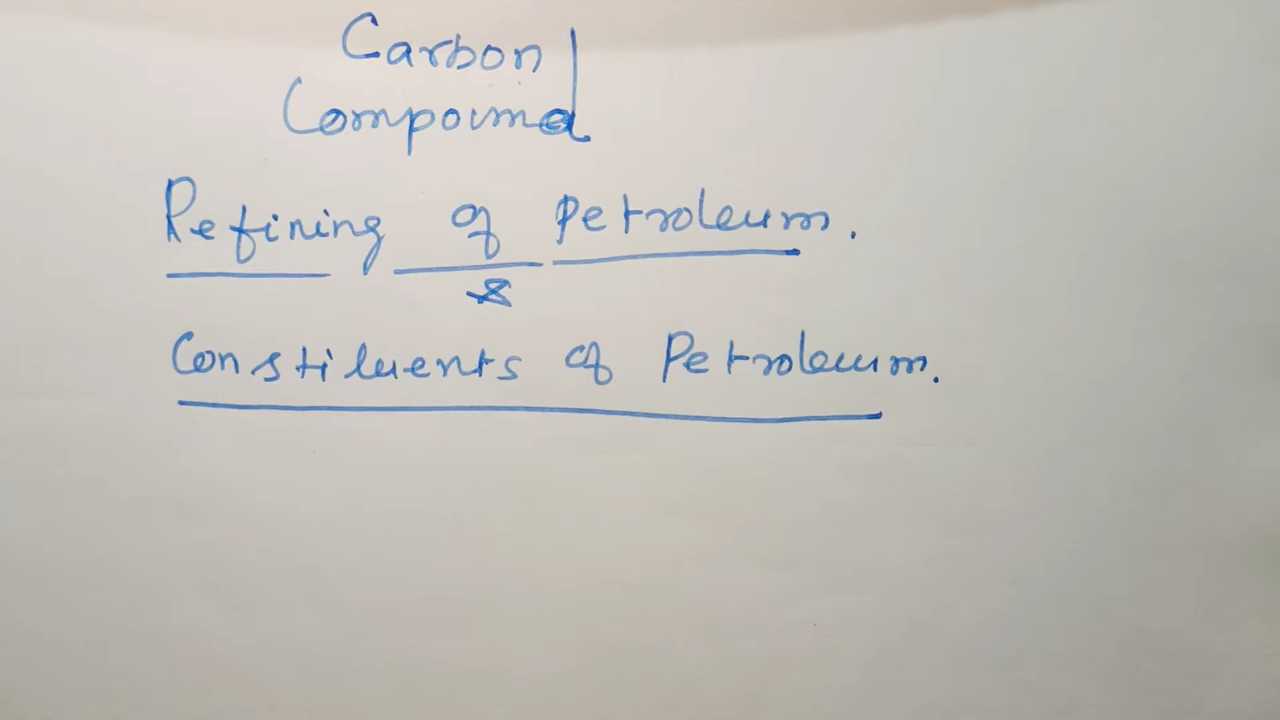 Carbon
Compound
Refining of Petroleum.
&
Constituents of Petroleum.